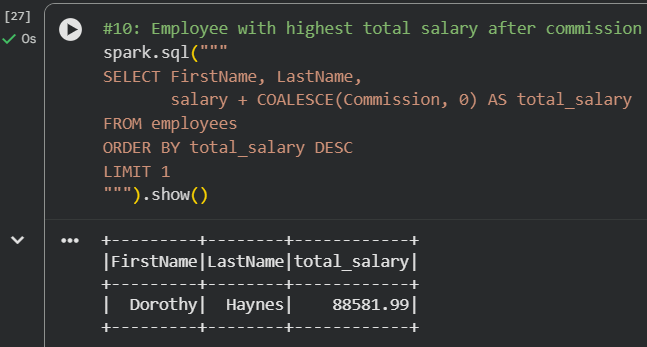 [27]
0s
#10: Employee with highest total salary after commission
spark.sql("""
SELECT FirstName, LastName,
       salary + COALESCE(Commission, 0) AS total_salary
FROM employees
ORDER BY total_salary DESC
LIMIT 1
""").show()
+---------+--------+------------+
|FirstName|LastName|total_salary|
+---------+--------+------------+
|  Dorothy|  Haynes|    88581.99|
+---------+--------+------------+